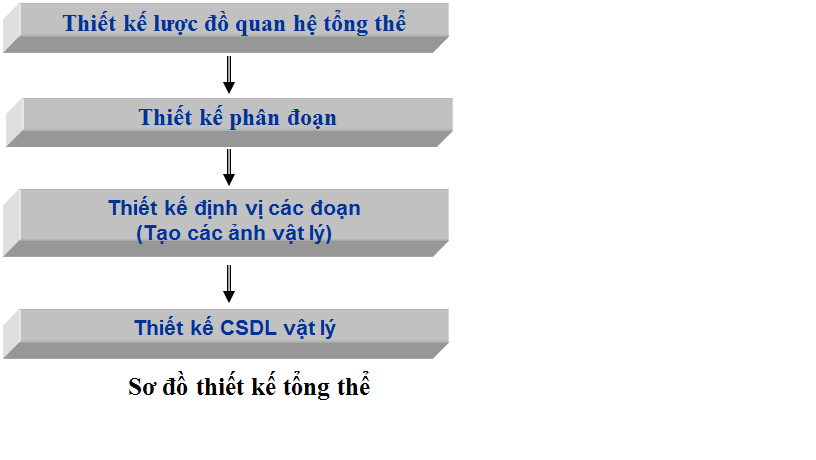 Thiết kế lược đồ quan hệ tổng thể
Thiết kế phân đoạn
Thiết kế định vị các đoạn
(Tạo các ảnh vật lý)
Thiết kế CSDL vật lý
Sơ đồ thiết kế tổng thể